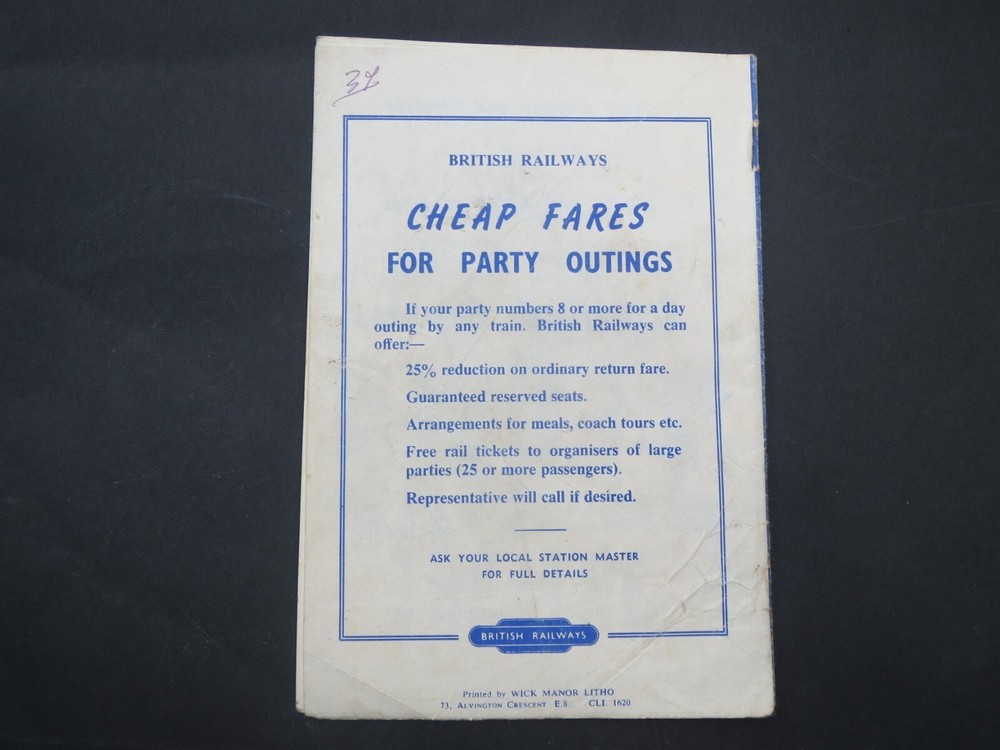 BRITISH RAILWAYS
CHEAP FARES
FOR PARTY OUTINGS
If your party numbers 8 or more for a day
outing by any train. British Railways can
offer:—
25% reduction on ordinary return fare.
Guaranteed reserved seats.
Arrangements for meals, coach tours etc.
Free rail tickets to organisers of large
parties (25 or more passengers).
Representative will call if desired.
ASK YOUR LOCAL STATION MASTER
FOR FULL DETAILS
BRITISH RAILWAYS
Printed by WICK MANOR LITHO
73, ALVINGTON CRESCENT E.8. CLI. 1620